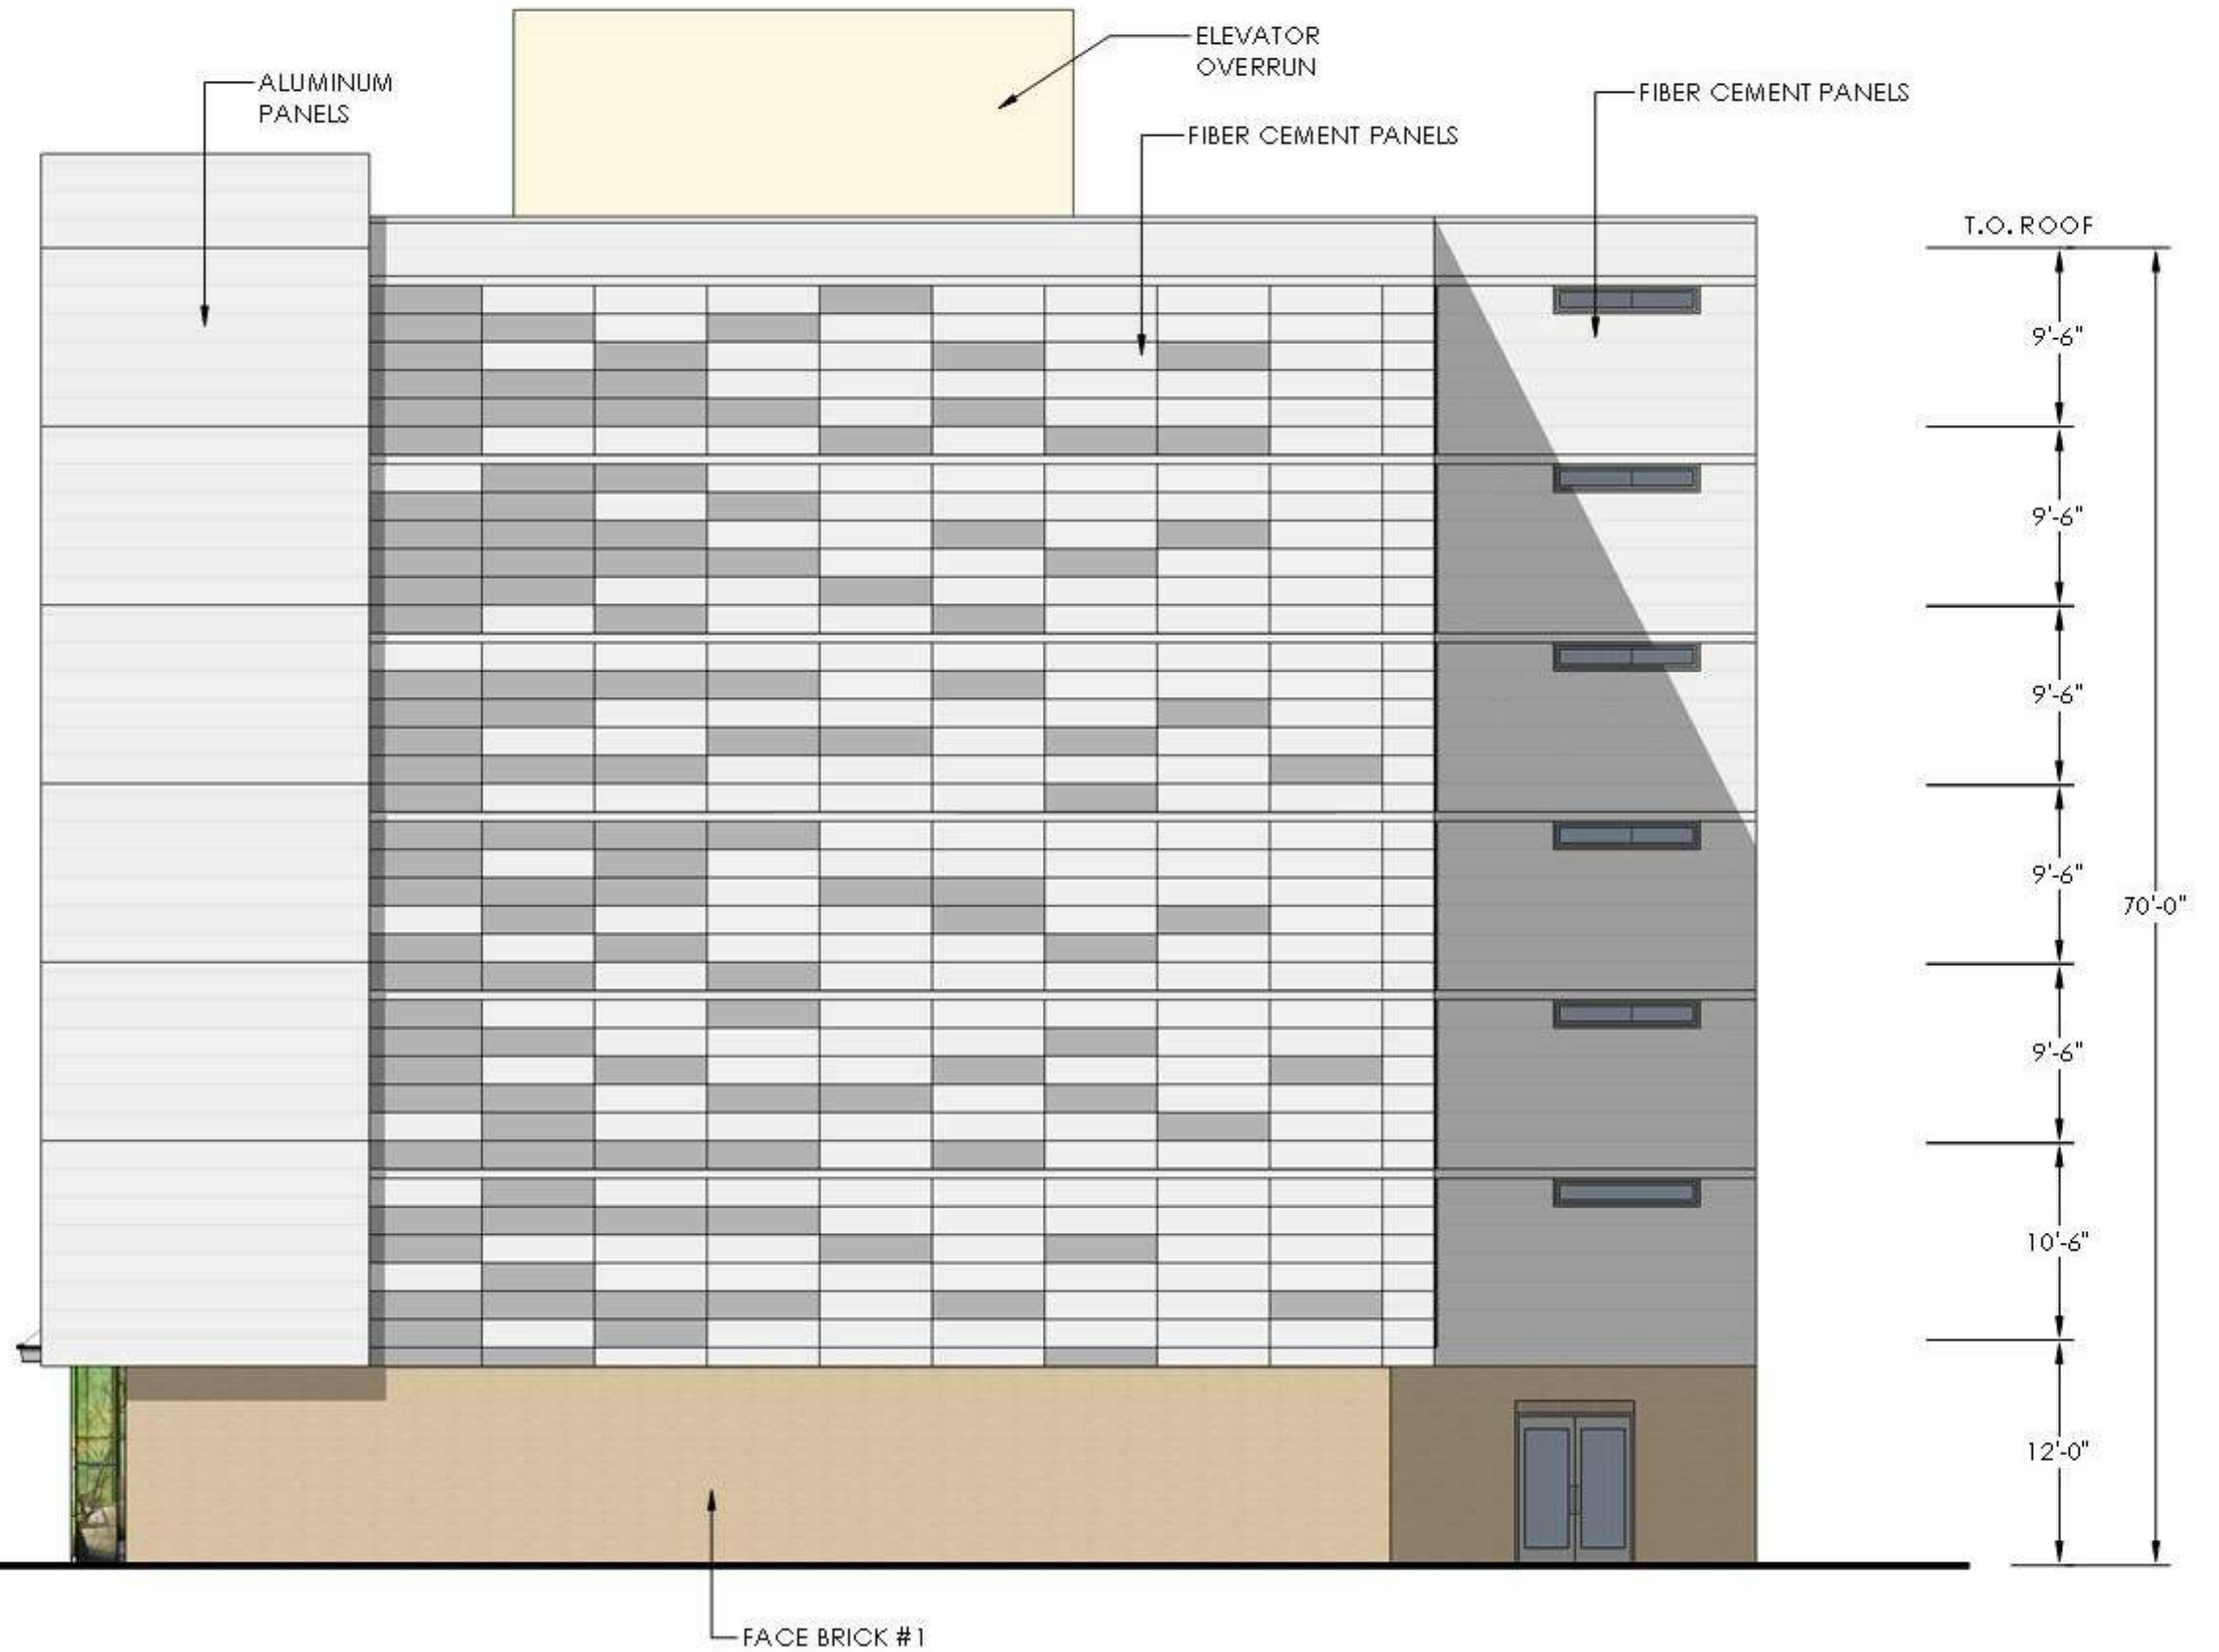 ELEVATOR
OVERRUN
ALUMINUM
PANELS
FIBER CEMENT PANELS
FIBER CEMENT PANELS
T.O. ROOF
9'-6"
9'-6"
9'-6"
9'-6"
70'-0"
9'-6"
10'-6"
12'-0"
FACE BRICK #1